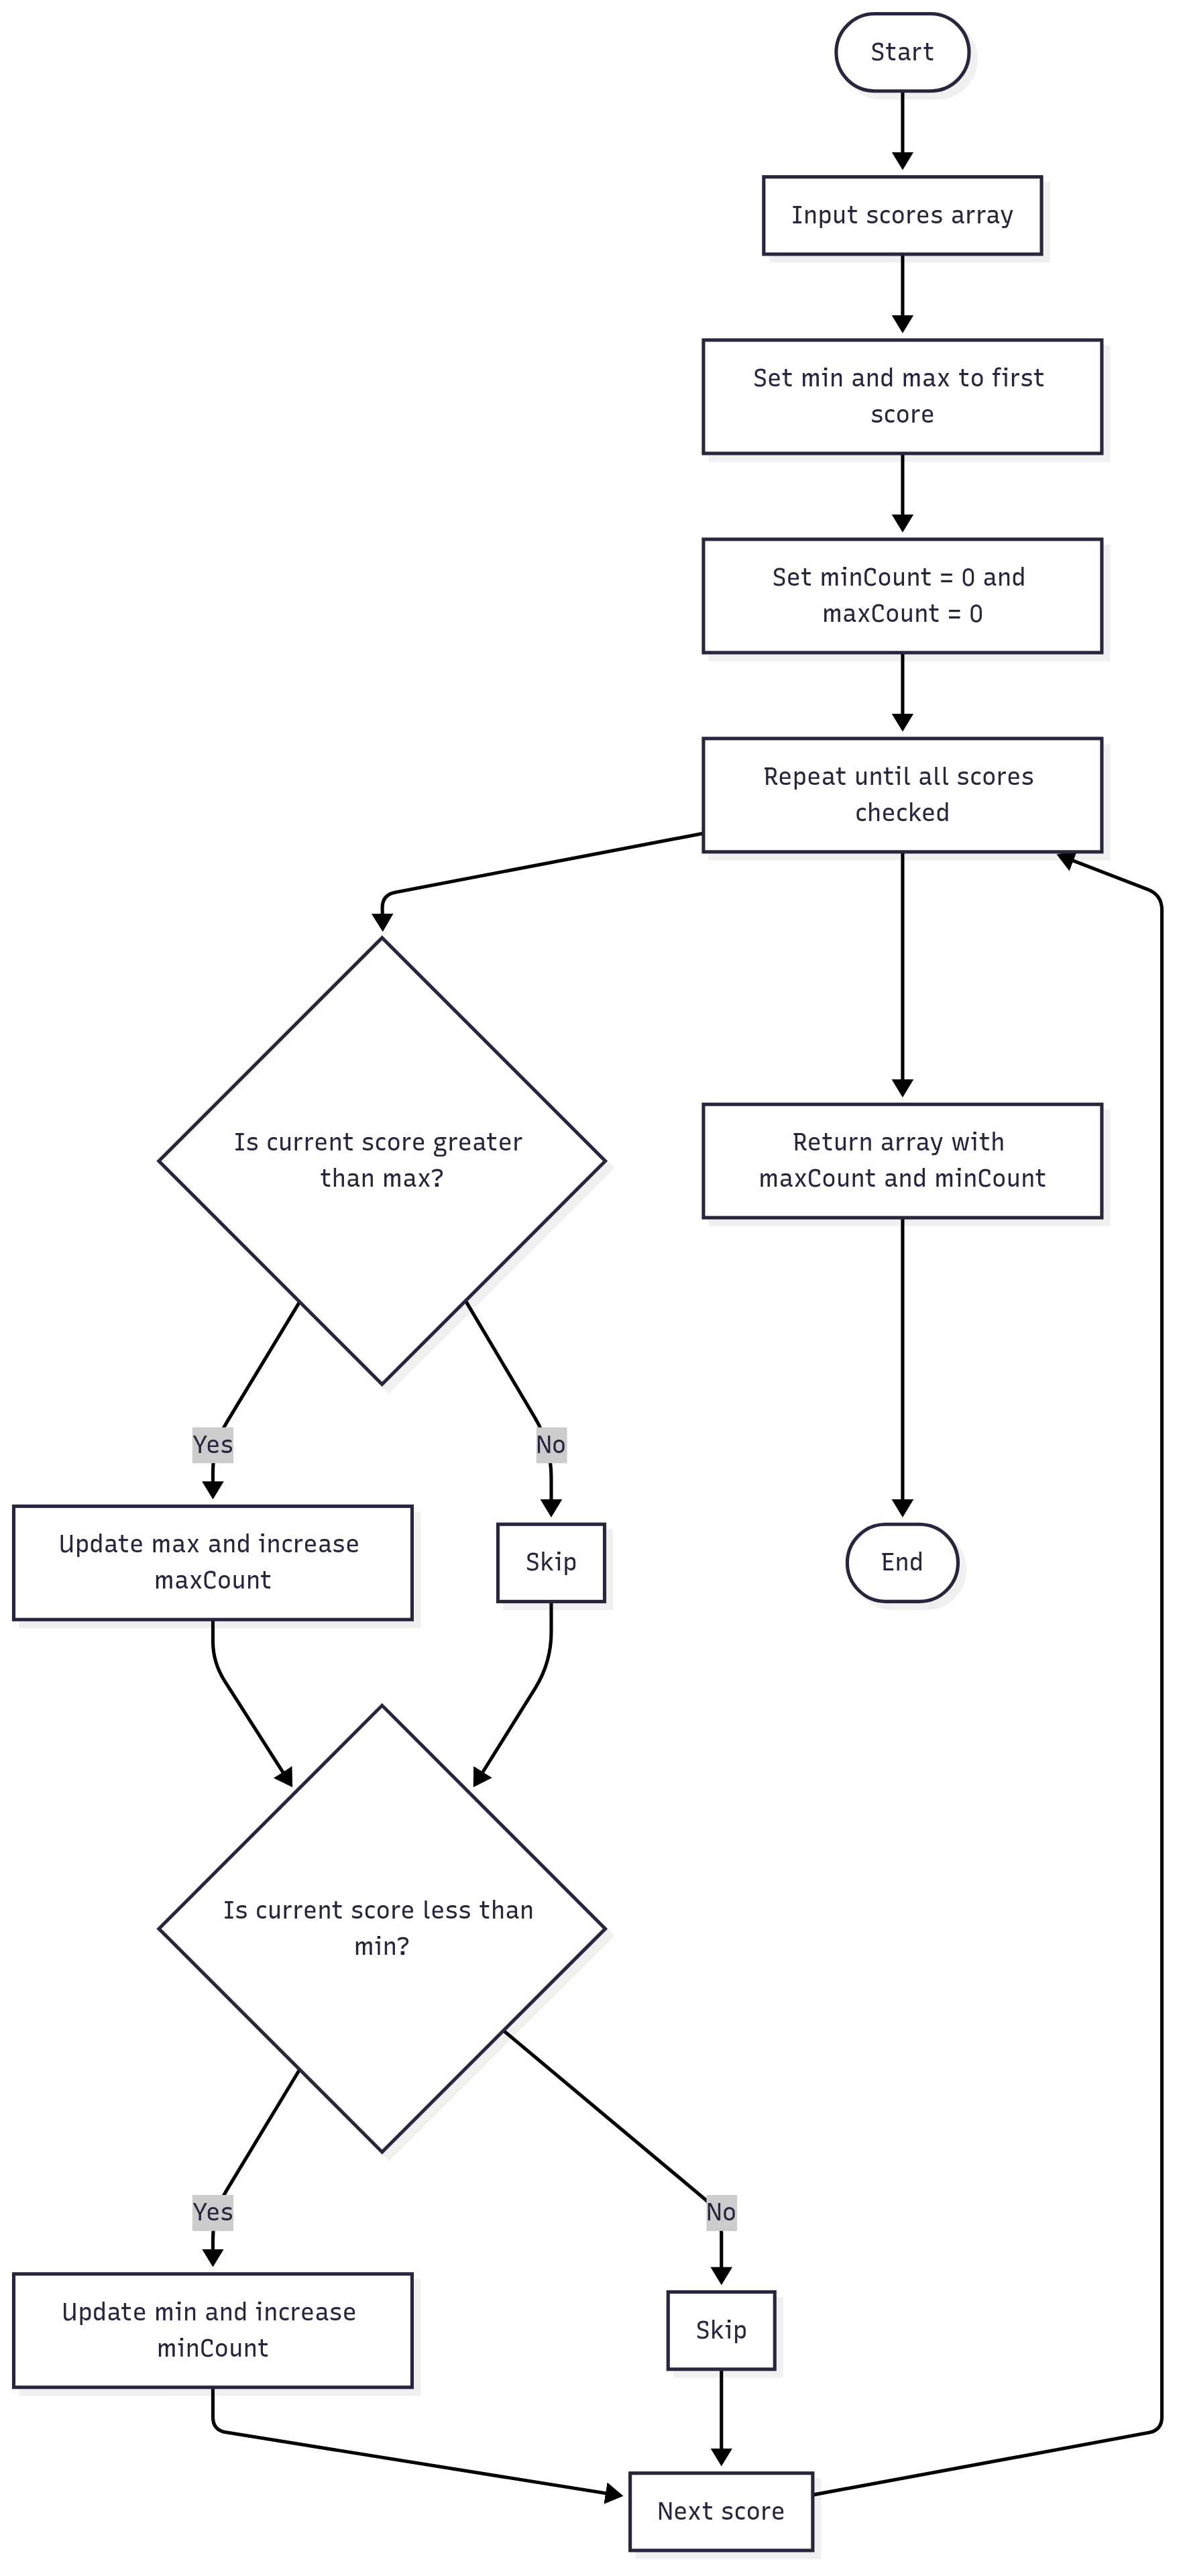 Start
Input scores array
Set min and max to first
score
Set minCount = 0 and
maxCount = 0
Repeat until all scores
checked
Is current score greater
than max?
Return array with
maxCount and minCount
Yes
No
Update max and increase
maxCount
Skip
End
Is current score less than
min?
Yes
No
Update min and increase
minCount
Skip
Next score